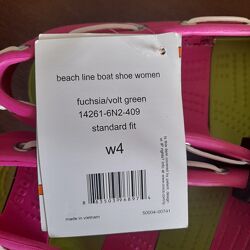 beach line boat shoe women
fuchsia/volt green
14261-6N2-409
standard fit
w4
made in vietnam